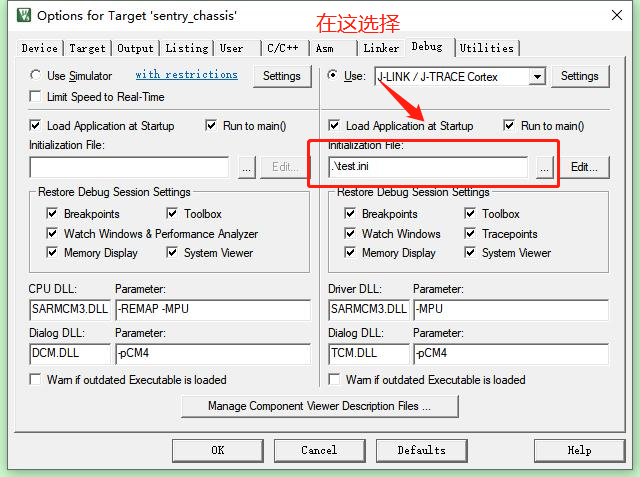 Options for Target 'sentry_chassis'
在这选择
Device Target Output Listing User C/C++ Asm Linker Debug Utilities
Use Simulator with restrictions Settings
Use: J-LINK / J-TRACE Cortex Settings
Limit Speed to Real-Time
Load Application at Startup Run to main()
Load Application at Startup Run to main()
Initialization File:
Initialization File:
... Edit...
.\test.ini ... Edit...
Restore Debug Session Settings
Breakpoints Toolbox
Watch Windows & Performance Analyzer
Memory Display System Viewer
Restore Debug Session Settings
Breakpoints Toolbox
Watch Windows Tracepoints
Memory Display System Viewer
CPU DLL: Parameter:
SARMCM3.DLL -REMAP -MPU
Dialog DLL: Parameter:
DCM.DLL -pCM4
Warn if outdated Executable is loaded
Driver DLL: Parameter:
SARMCM3.DLL -MPU
Dialog DLL: Parameter:
TCM.DLL -pCM4
Warn if outdated Executable is loaded
Manage Component Viewer Description Files ...
OK Cancel Defaults Help